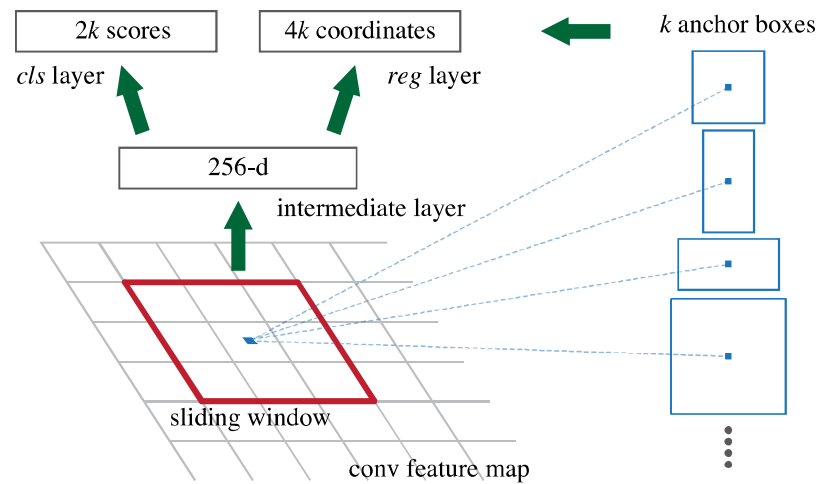 2k scores
4k coordinates
k anchor boxes
cls layer
reg layer
256-d
intermediate layer
sliding window
conv feature map